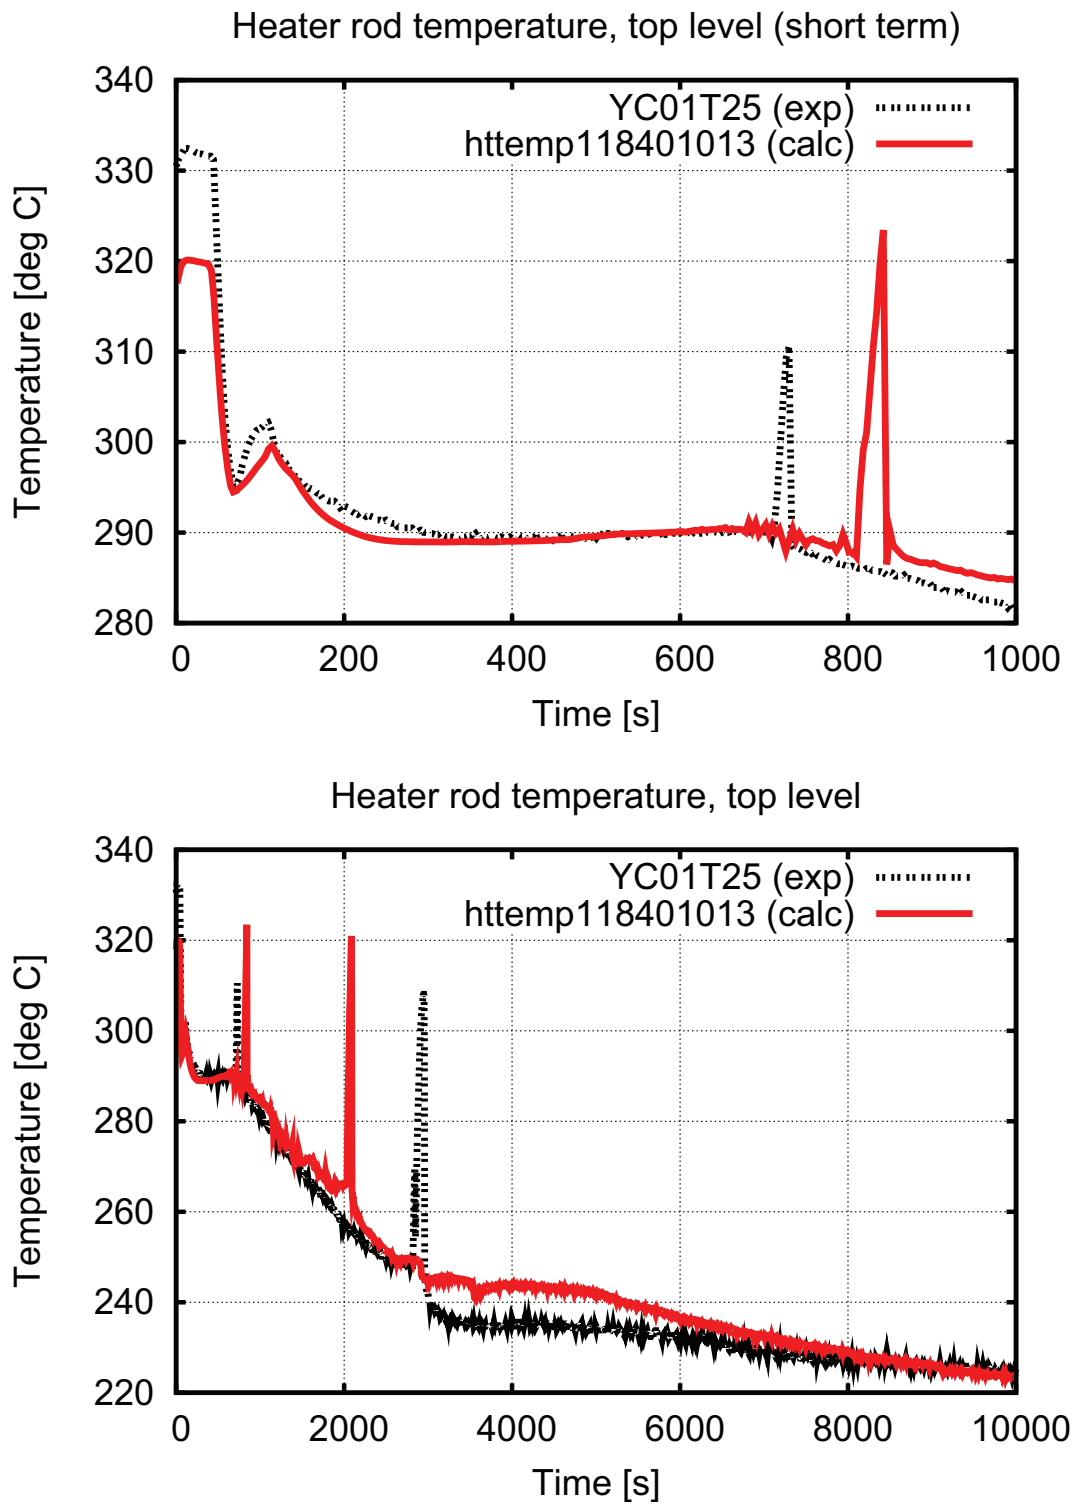 Heater rod temperature, top level (short term)
340
330
320
310
300
290
280
Temperature [deg C]
YC01T25 (exp)
httemp118401013 (calc)
0 200 400 600 800 1000
Time [s]
Heater rod temperature, top level
340
320
300
280
260
240
220
Temperature [deg C]
YC01T25 (exp)
httemp118401013 (calc)
0 2000 4000 6000 8000 10000
Time [s]